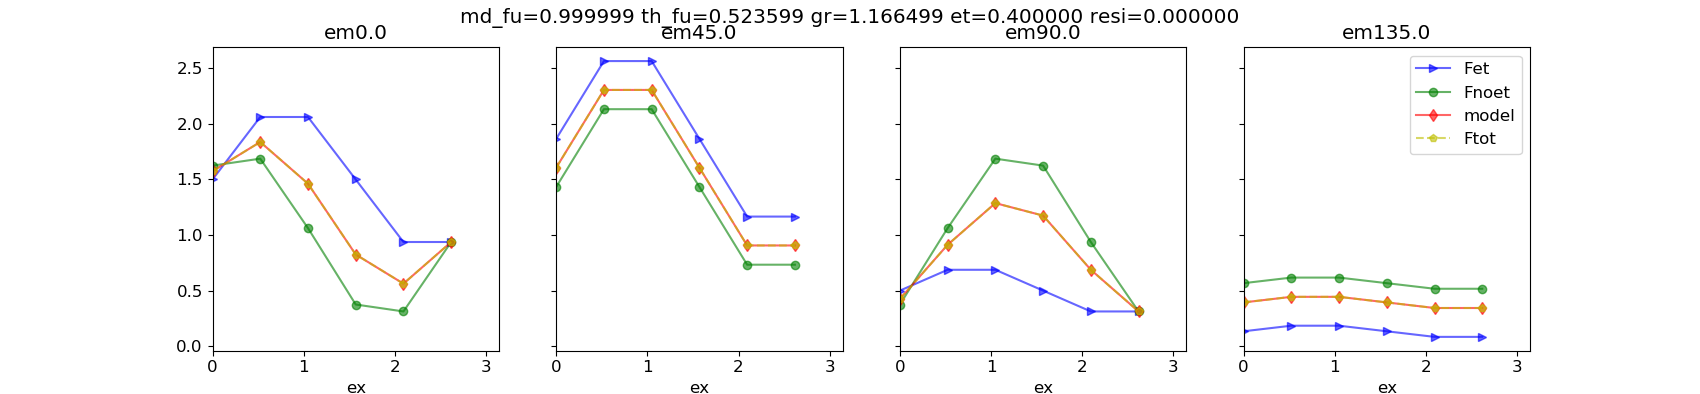 md_fu=0.999999 th_fu=0.523599 gr=1.166499 et=0.400000 resi=0.000000
em0.0
em45.0
em90.0
em135.0
2.5
2.0
1.5
1.0
0.5
0.0
Fet
Fnoet
model
Ftot
0 1 2 3
0 1 2 3
0 1 2 3
0 1 2 3
ex
ex
ex
ex